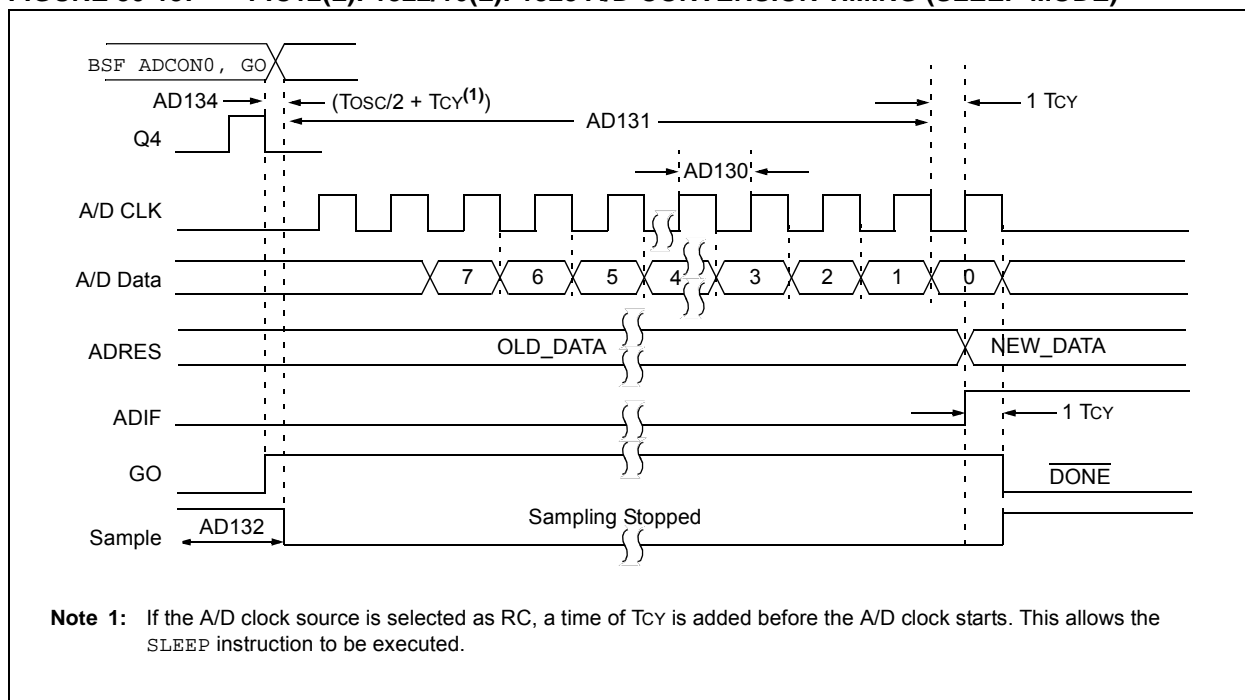 BSF ADCON0, GO
AD134
(TOSC/2 + TCY(1))
1 TCY
AD131
Q4
AD130
A/D CLK
A/D Data
7
6
5
4
3
2
1
0
ADRES
OLD_DATA
NEW_DATA
ADIF
1 TCY
GO
DONE
Sample
AD132
Sampling Stopped
Note 1: If the A/D clock source is selected as RC, a time of TCY is added before the A/D clock starts. This allows the
SLEEP instruction to be executed.